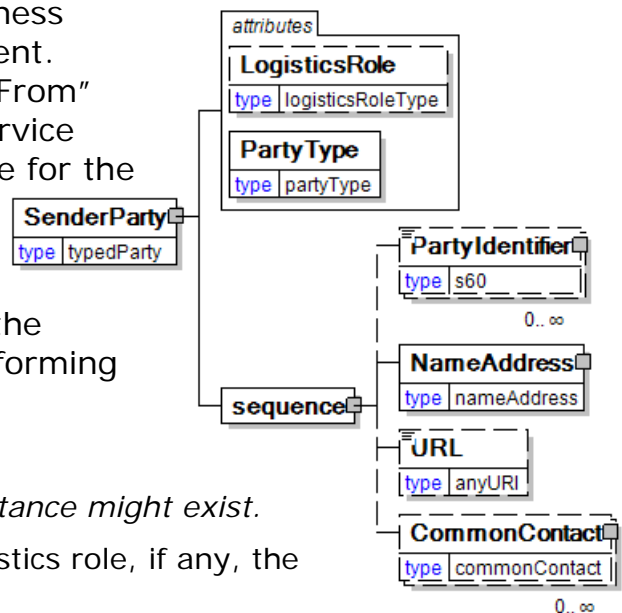 ness
ent.
From"
rvice
e for the
the
forming
tance might exist.
stics role, if any, the
attributes
LogisticsRole
type logisticsRoleType
PartyType
type partyType
SenderParty
type typedParty
sequence
PartyIdentifier
type s60
0.. ∞
NameAddress
type nameAddress
URL
type anyURI
CommonContact
type commonContact
0.. ∞